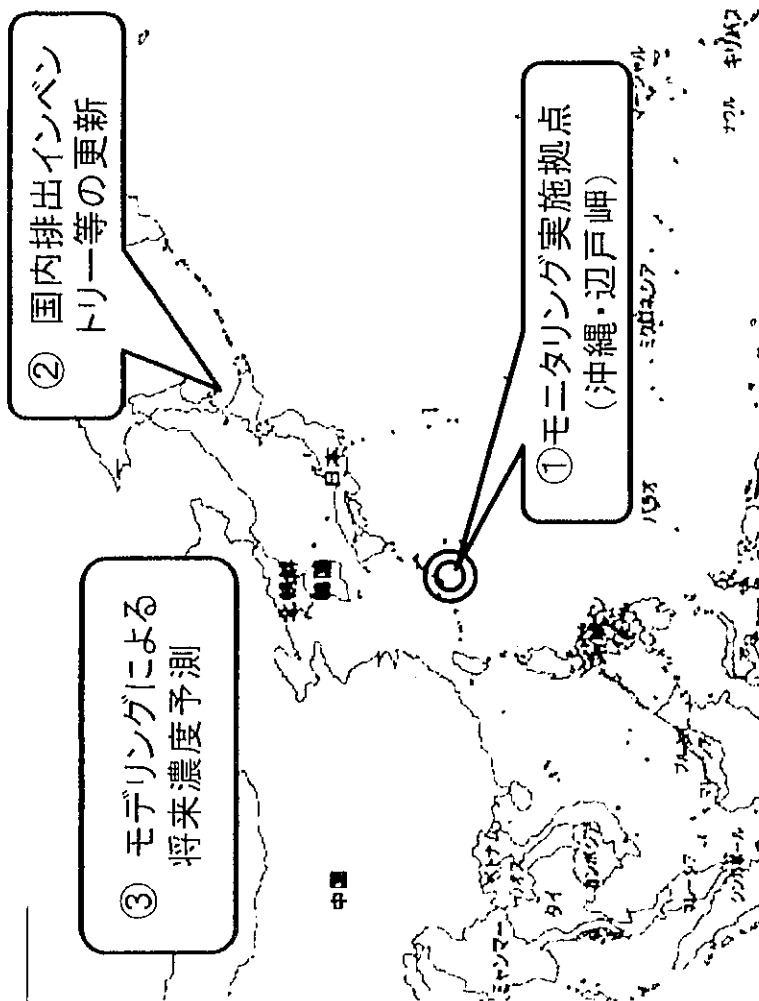 ③ モデリングによる
将来濃度予測
② 国内排出インベン
トリー等の更新
①モニタリング実施拠点
(沖縄・辺戸岬)
中国
北朝鮮
韓国
日本
ミャンマー
ベトナム
ラオス
タイ
カンボジア
シンガポール
パラオ
ミクロネシア
マーシャル
ナウル
キリバス